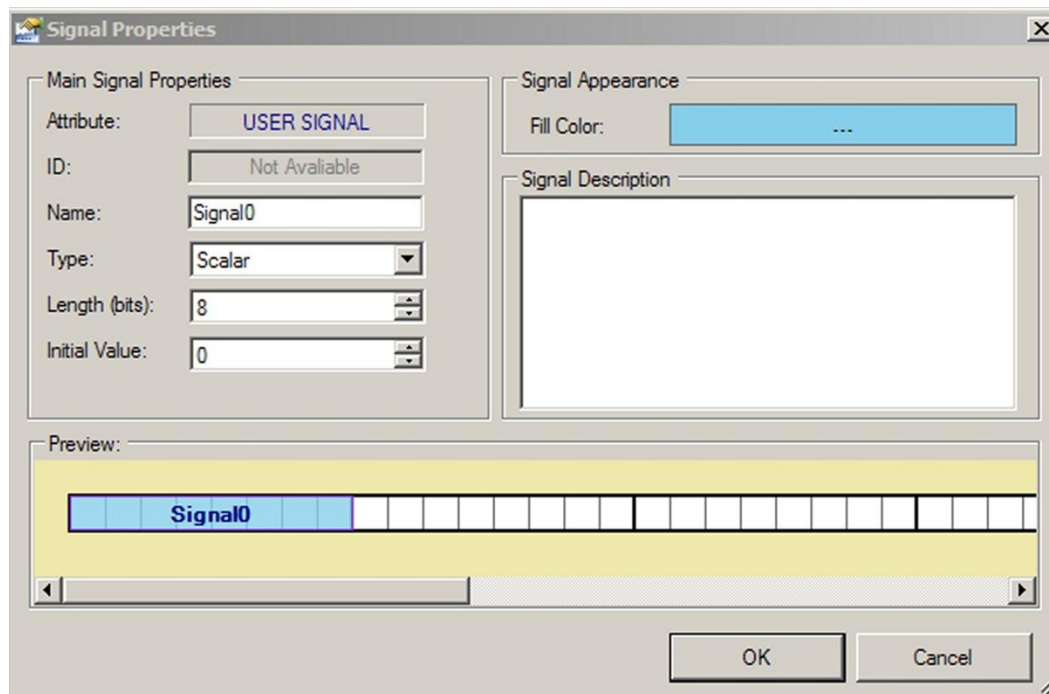 Signal Properties
Main Signal Properties
Attribute: USER SIGNAL
ID: Not Avaliable
Name: Signal0
Type: Scalar
Length (bits): 8
Initial Value: 0
Signal Appearance
Fill Color: ---
Signal Description
Preview:
Signal0
OK Cancel